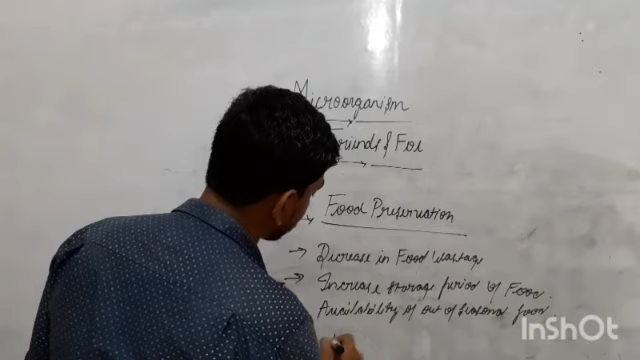 Microorganism
Friends & Foe
Food Preservation
→ Decrease in Food Wastage
→ Increase storage period of Food.
Availability of out of season food
InShOt